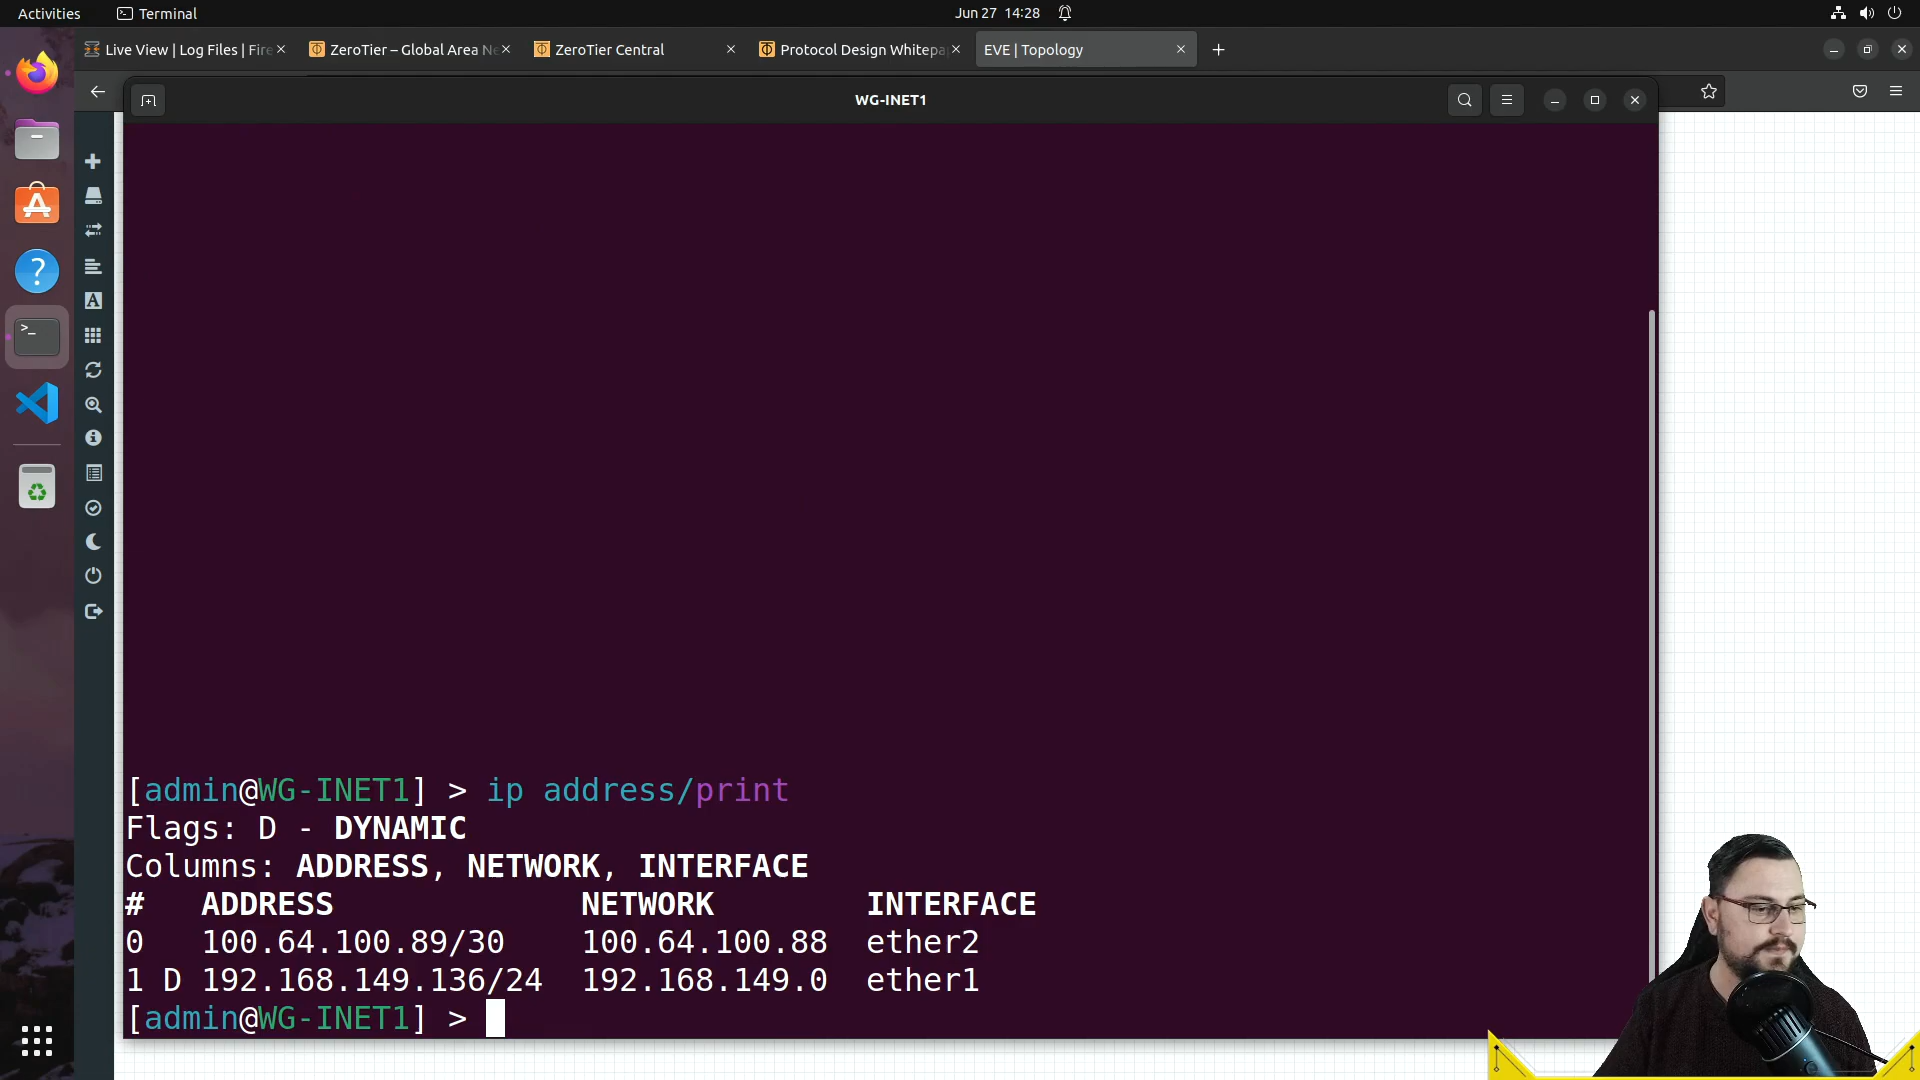 Activities
Terminal
Jun 27 14:28
Live View | Log Files | Fire
ZeroTier – Global Area Ne
ZeroTier Central
Protocol Design Whitepa
EVE | Topology
WG-INET1
[admin@WG-INET1] > ip address/print
Flags: D - DYNAMIC
Columns: ADDRESS, NETWORK, INTERFACE
# ADDRESS NETWORK INTERFACE
0 100.64.100.89/30 100.64.100.88 ether2
1 D 192.168.149.136/24 192.168.149.0 ether1
[admin@WG-INET1] >